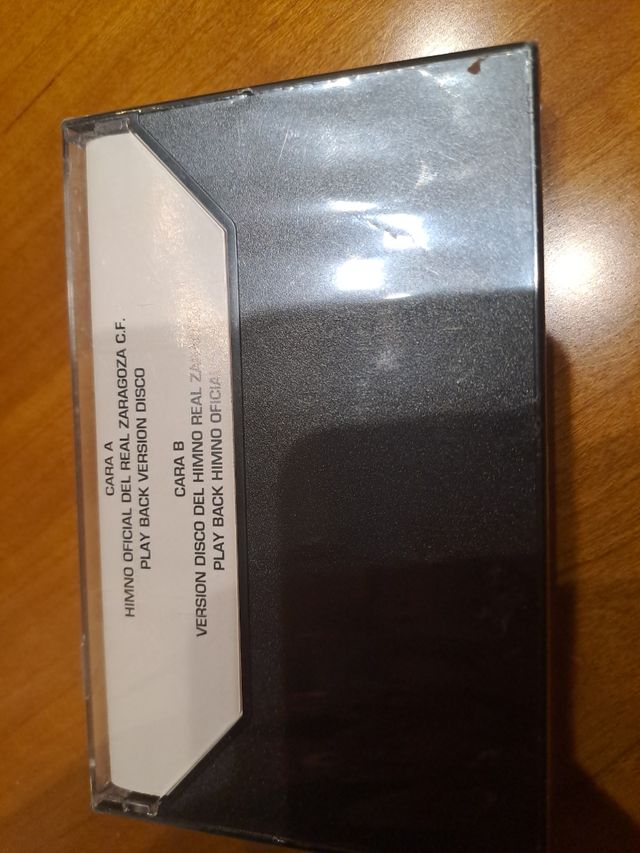 CARA A
HIMNO OFICIAL DEL REAL ZARAGOZA C.F.
PLAY BACK VERSION DISCO
CARA B
VERSION DISCO DEL HIMNO REAL
PLAY BACK HIMNO OFICIAL